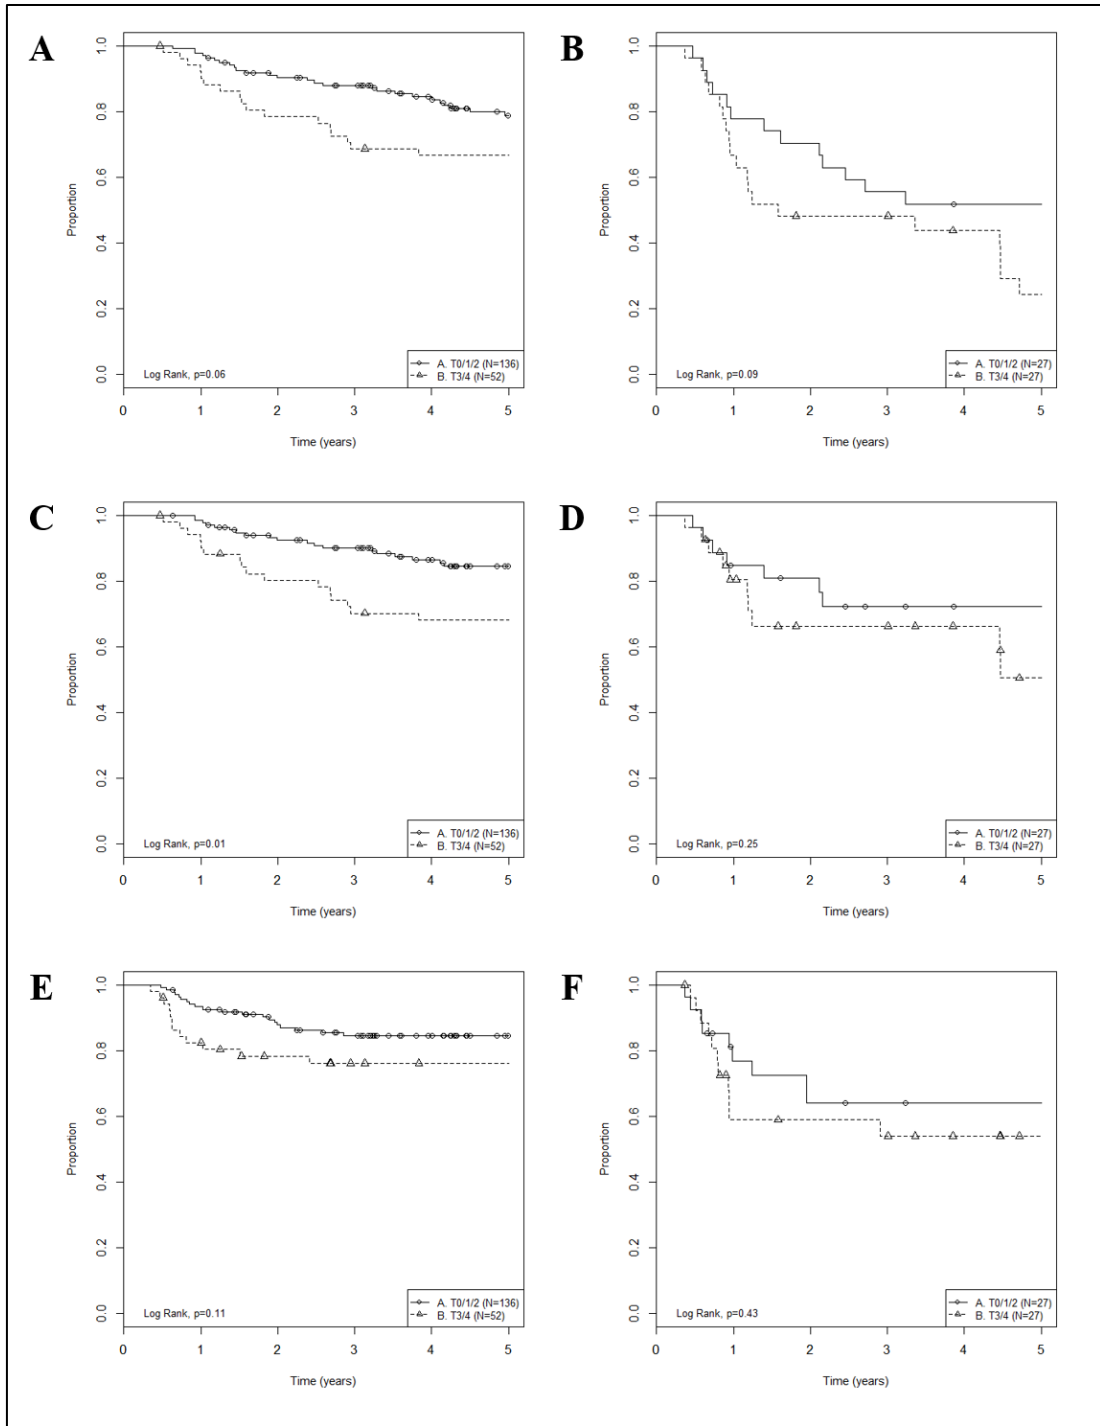 A
Proportion
1.0
0.8
0.6
0.4
0.2
0.0
Log Rank, p=0.06
A. T0/1/2 (N=136)
B. T3/4 (N=52)
0 1 2 3 4 5
Time (years)
B
Proportion
1.0
0.8
0.6
0.4
0.2
0.0
Log Rank, p=0.09
A. T0/1/2 (N=27)
B. T3/4 (N=27)
0 1 2 3 4 5
Time (years)
C
Proportion
1.0
0.8
0.6
0.4
0.2
0.0
Log Rank, p=0.01
A. T0/1/2 (N=136)
B. T3/4 (N=52)
0 1 2 3 4 5
Time (years)
D
Proportion
1.0
0.8
0.6
0.4
0.2
0.0
Log Rank, p=0.25
A. T0/1/2 (N=27)
B. T3/4 (N=27)
0 1 2 3 4 5
Time (years)
E
Proportion
1.0
0.8
0.6
0.4
0.2
0.0
Log Rank, p=0.11
A. T0/1/2 (N=136)
B. T3/4 (N=52)
0 1 2 3 4 5
Time (years)
F
Proportion
1.0
0.8
0.6
0.4
0.2
0.0
Log Rank, p=0.43
A. T0/1/2 (N=27)
B. T3/4 (N=27)
0 1 2 3 4 5
Time (years)